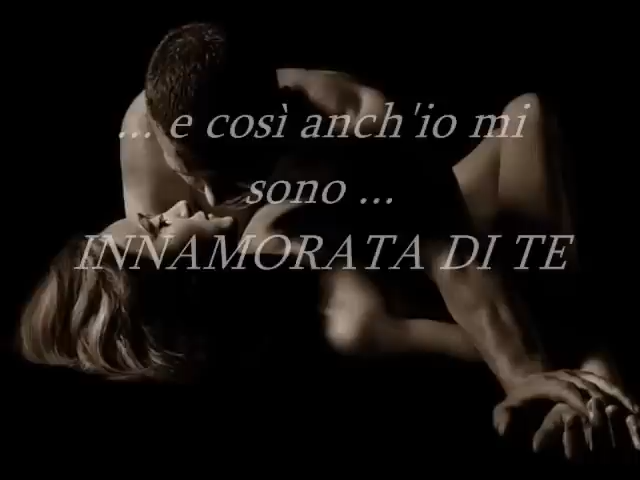 ... e così anch'io mi
sono ...
INNAMORATA DI TE